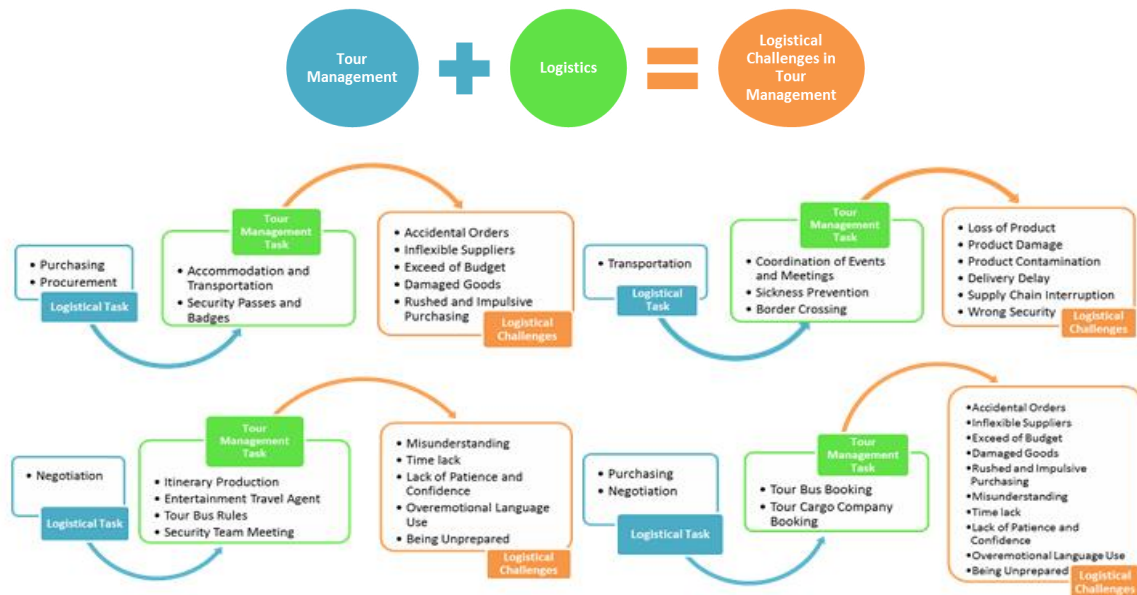 Tour
Management
Logistics
Logistical
Challenges in
Tour
Management
• Purchasing
• Procurement
Logistical Task
Tour
Management
Task
• Accommodation and
Transportation
• Security Passes and
Badges
• Accidental Orders
• Inflexible Suppliers
• Exceed of Budget
• Damaged Goods
• Rushed and Impulsive
Purchasing
Logistical
Challenges
• Transportation
Logistical
Task
Tour
Management
Task
• Coordination of Events
and Meetings
• Sickness Prevention
• Border Crossing
• Loss of Product
• Product Damage
• Product Contamination
• Delivery Delay
• Supply Chain Interruption
• Wrong Security
Logistical
Challenges
• Negotiation
Logistical Task
Tour
Management
Task
• Itinerary Production
• Entertainment Travel Agent
• Tour Bus Rules
• Security Team Meeting
• Misunderstanding
• Time lack
• Lack of Patience and
Confidence
• Overemotional Language
Use
• Being Unprepared
Logistical
Challenges
• Purchasing
• Negotiation
Logistical Task
Tour
Management
Task
• Tour Bus Booking
• Tour Cargo Company
Booking
•Accidental Orders
•Inflexible Suppliers
•Exceed of Budget
•Damaged Goods
•Rushed and Impulsive
Purchasing
•Misunderstanding
•Time lack
•Lack of Patience and
Confidence
•Overemotional Language Use
•Being Unprepared
Logistical
Challenges